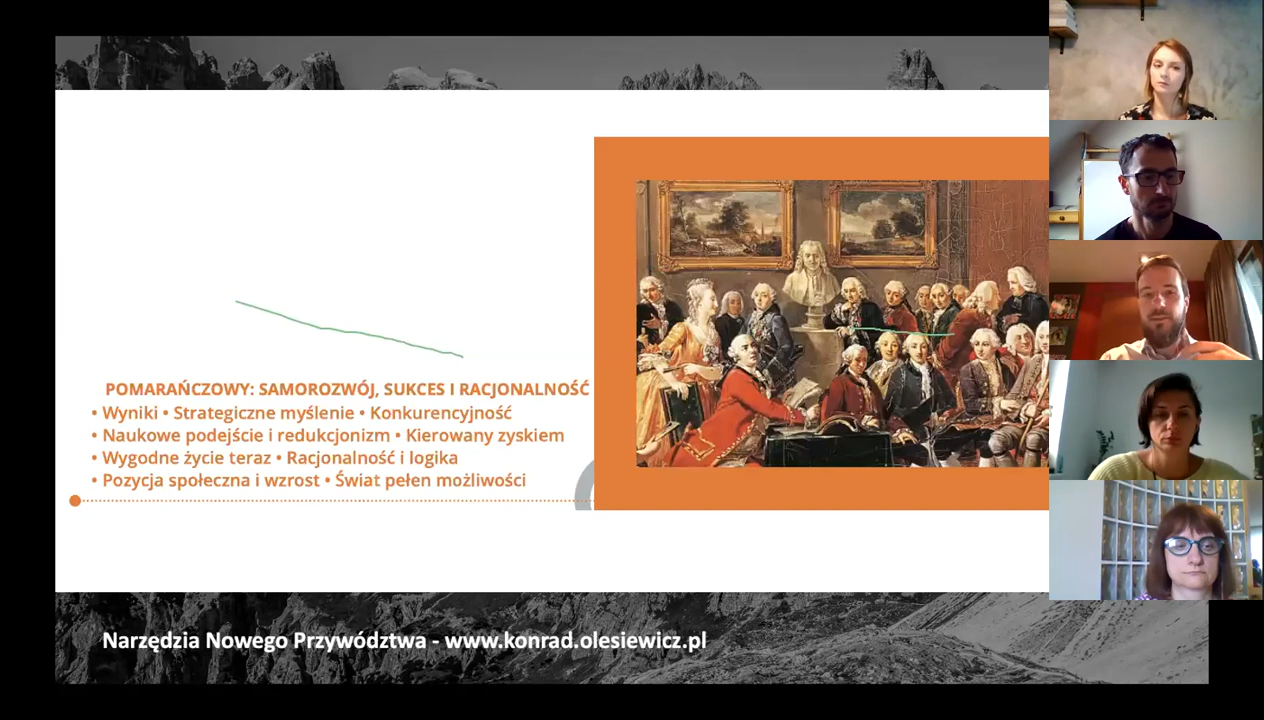 POMARAŃCZOWY: SAMOROZWÓJ, SUKCES I RACJONALNOŚĆ
• Wyniki • Strategiczne myślenie • Konkurencyjność
• Naukowe podejście i redukcjonizm • Kierowany zyskiem
• Wygodne życie teraz • Racjonalność i logika
• Pozycja społeczna i wzrost • Świat pełen możliwości
Narzędzia Nowego Przywództwa - www.konrad.olesiewicz.pl